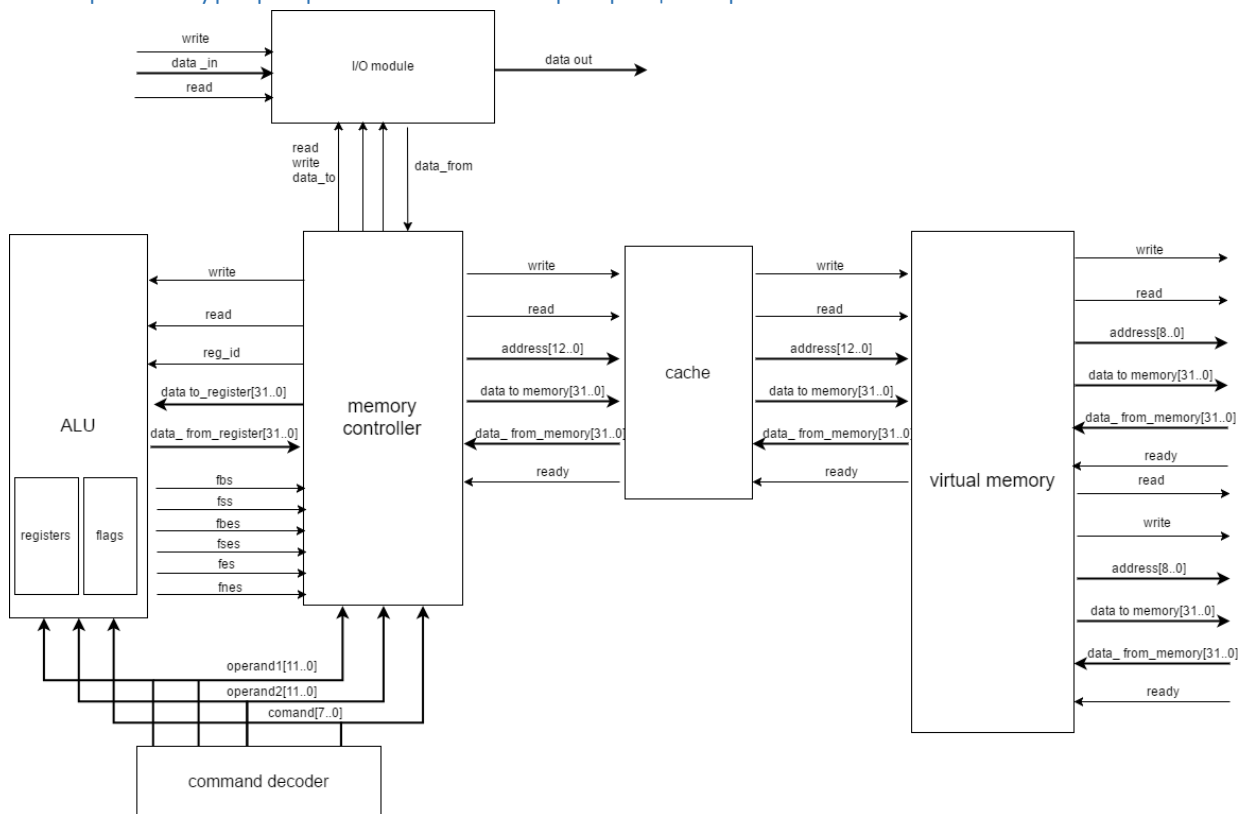 write
data _in
read
I/O module
data out
read
write
data_to
data_from
ALU
registers
flags
write
read
reg_id
data to_register[31..0]
data_ from_register[31..0]
fbs
fss
fbes
fses
fes
fnes
memory
controller
write
read
address[12..0]
data to memory[31..0]
data_ from_memory[31..0]
ready
cache
write
read
address[12..0]
data to memory[31..0]
data_ from_memory[31..0]
ready
virtual memory
write
read
address[8..0]
data to memory[31..0]
data_ from_memory[31..0]
ready
read
write
address[8..0]
data to memory[31..0]
data_ from_memory[31..0]
ready
operand1[11..0]
operand2[11..0]
comand[7..0]
command decoder